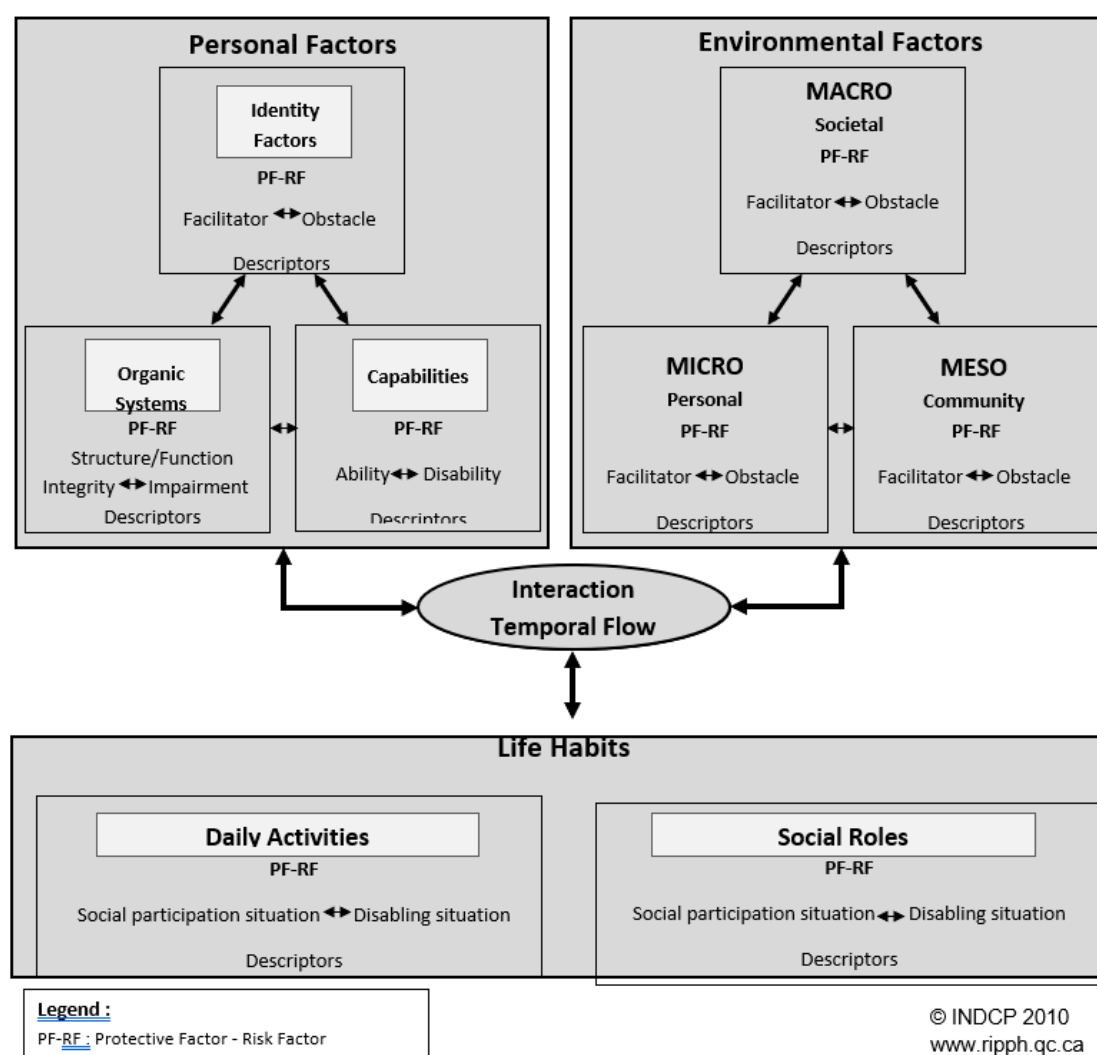 Personal Factors
Identity
Factors
PF-RF
Facilitator Obstacle
Descriptors
Organic
Systems
PF-RF
Structure/Function
Integrity Impairment
Descriptors
Capabilities
PF-RF
Ability Disability
Descriptors
Environmental Factors
MACRO
Societal
PF-RF
Facilitator Obstacle
Descriptors
MICRO
Personal
PF-RF
Facilitator Obstacle
Descriptors
MESO
Community
PF-RF
Facilitator Obstacle
Descriptors
Interaction
Temporal Flow
Life Habits
Daily Activities
PF-RF
Social participation situation Disabling situation
Descriptors
Social Roles
PF-RF
Social participation situation Disabling situation
Descriptors
Legend :
PF-RF : Protective Factor - Risk Factor
© INDCP 2010
www.ripph.qc.ca